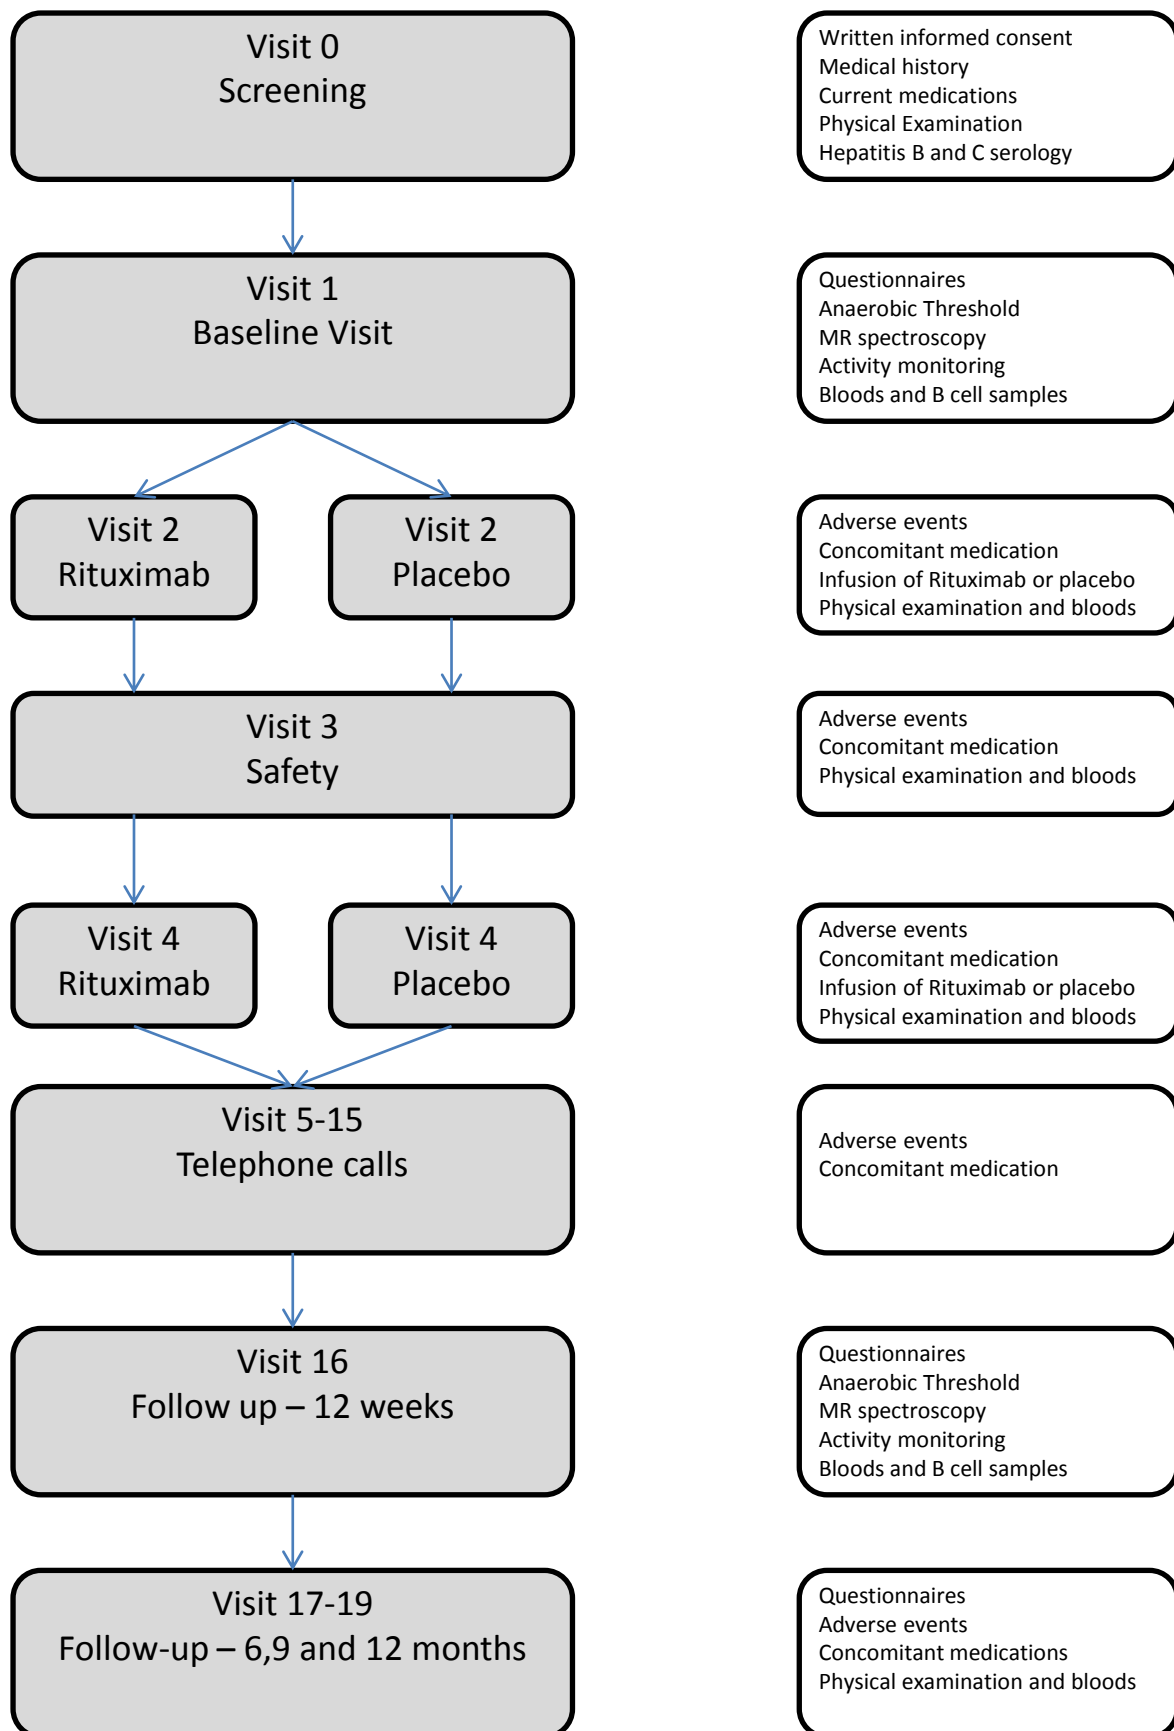 Visit 0
Screening
Written informed consent
Medical history
Current medications
Physical Examination
Hepatitis B and C serology
Visit 1
Baseline Visit
Questionnaires
Anaerobic Threshold
MR spectroscopy
Activity monitoring
Bloods and B cell samples
Visit 2
Rituximab
Visit 2
Placebo
Adverse events
Concomitant medication
Infusion of Rituximab or placebo
Physical examination and bloods
Visit 3
Safety
Adverse events
Concomitant medication
Physical examination and bloods
Visit 4
Rituximab
Visit 4
Placebo
Adverse events
Concomitant medication
Infusion of Rituximab or placebo
Physical examination and bloods
Visit 5-15
Telephone calls
Adverse events
Concomitant medication
Visit 16
Follow up – 12 weeks
Questionnaires
Anaerobic Threshold
MR spectroscopy
Activity monitoring
Bloods and B cell samples
Visit 17-19
Follow-up – 6,9 and 12 months
Questionnaires
Adverse events
Concomitant medications
Physical examination and bloods